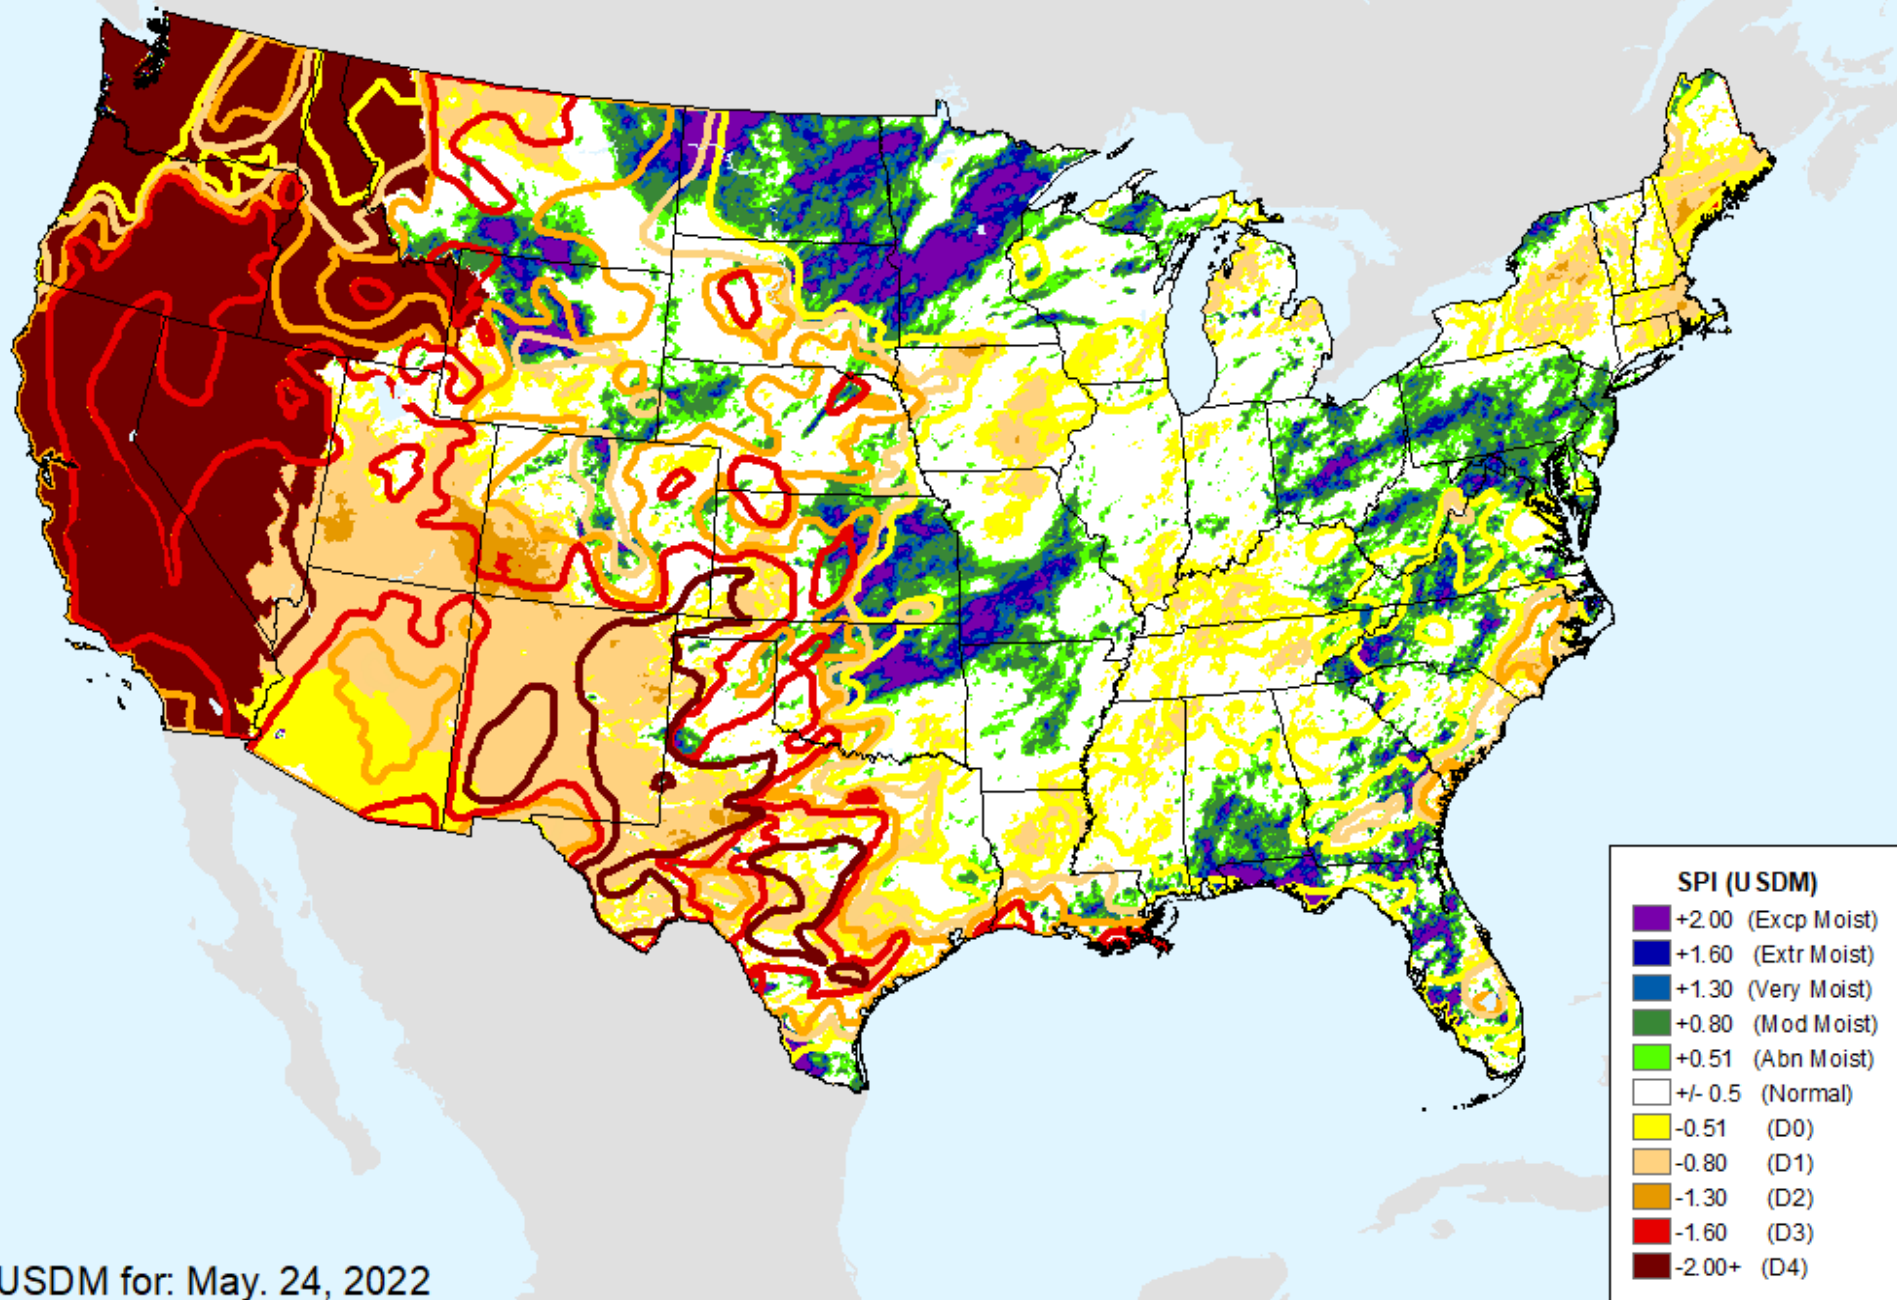 SPI (USDM)
+2.00 (Excp Moist)
+1.60 (Extr Moist)
+1.30 (Very Moist)
+0.80 (Mod Moist)
+0.51 (Abn Moist)
+/- 0.5 (Normal)
-0.51 (D0)
-0.80 (D1)
-1.30 (D2)
-1.60 (D3)
-2.00+ (D4)
USDM for: May. 24, 2022